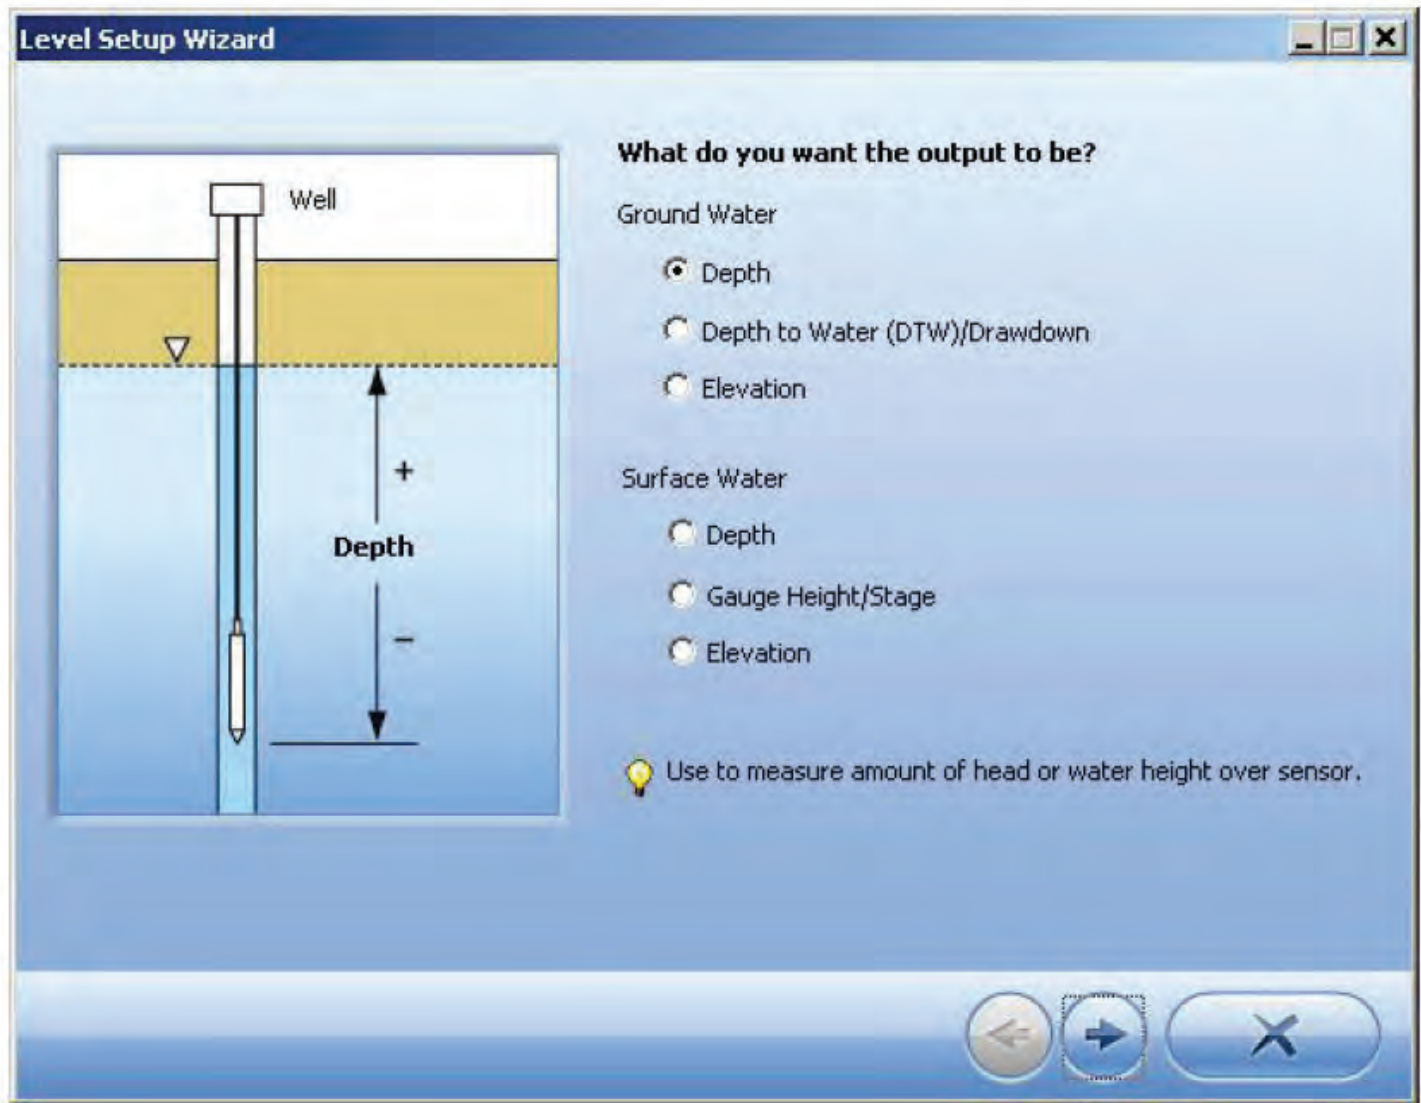 Level Setup Wizard
Well
+
Depth
−
What do you want the output to be?
Ground Water
Depth
Depth to Water (DTW)/Drawdown
Elevation
Surface Water
Depth
Gauge Height/Stage
Elevation
Use to measure amount of head or water height over sensor.